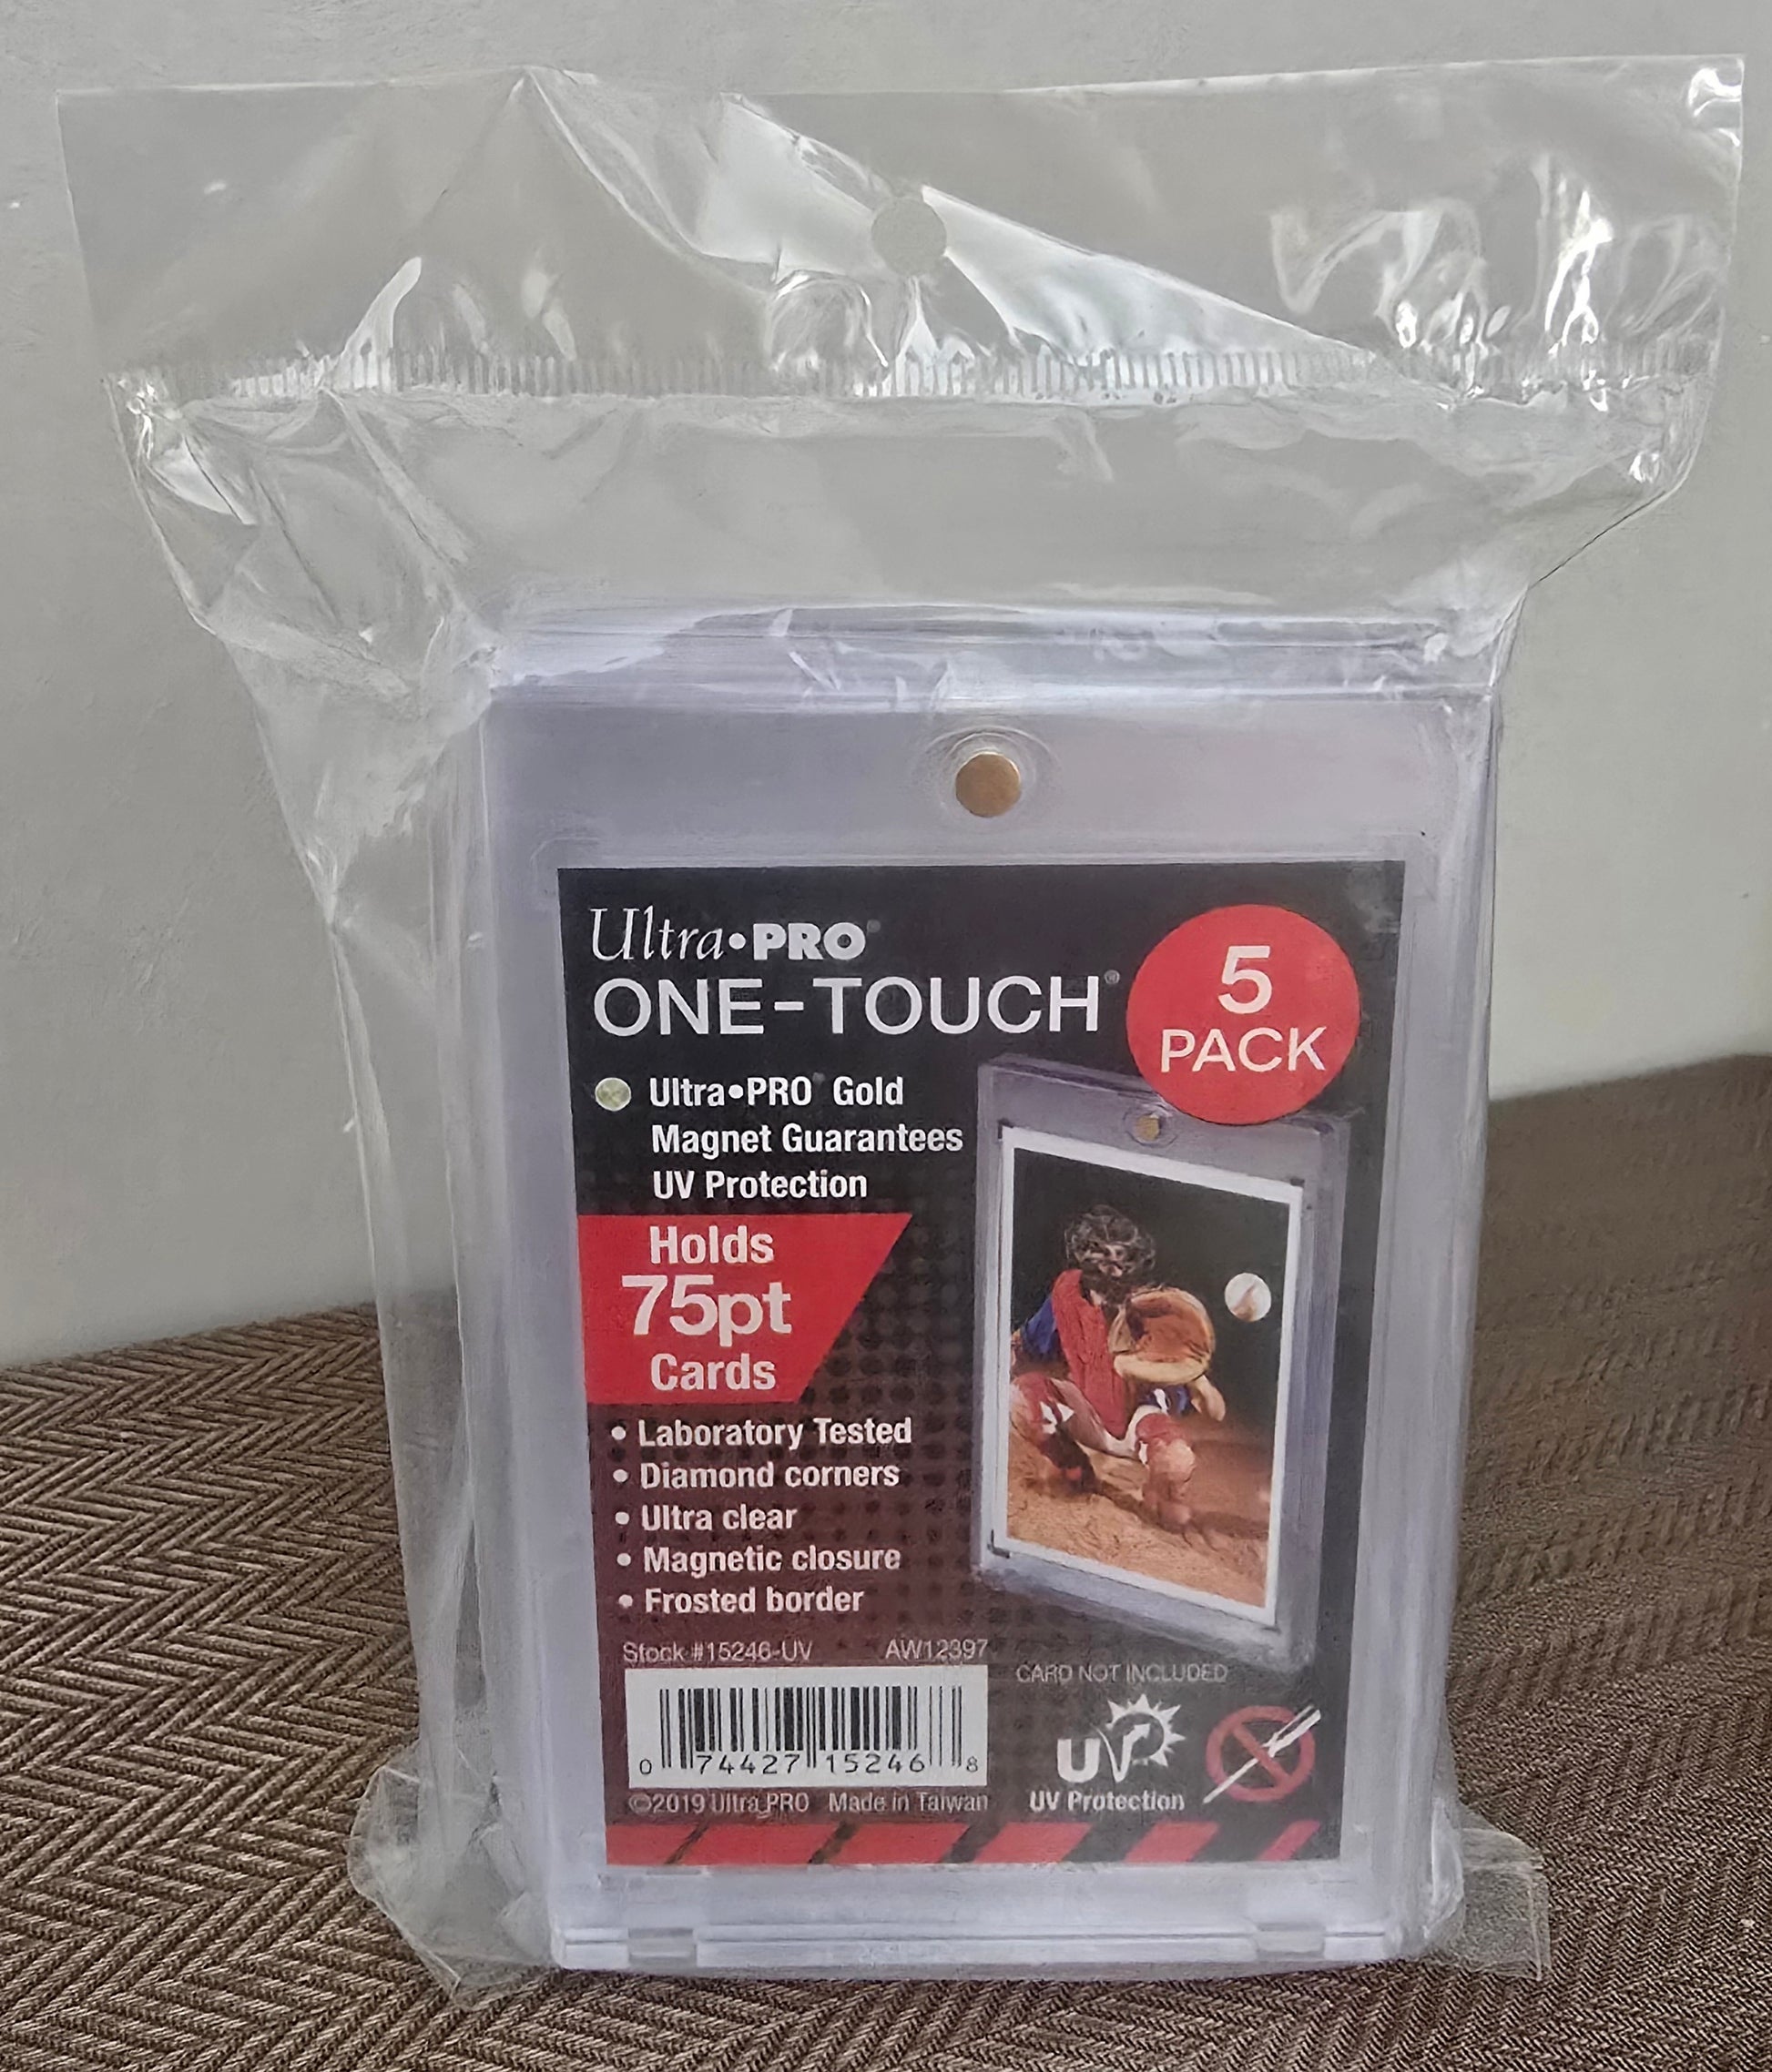 Ultra•PRO®
ONE-TOUCH®
5
PACK
Ultra•PRO Gold
Magnet Guarantees
UV Protection
Holds
75pt
Cards
• Laboratory Tested
• Diamond corners
• Ultra clear
• Magnetic closure
• Frosted border
Stock #15246-UV AW12397
CARD NOT INCLUDED
0 74427 15246 8
UV
UV Protection
©2019 Ultra PRO Made in Taiwan